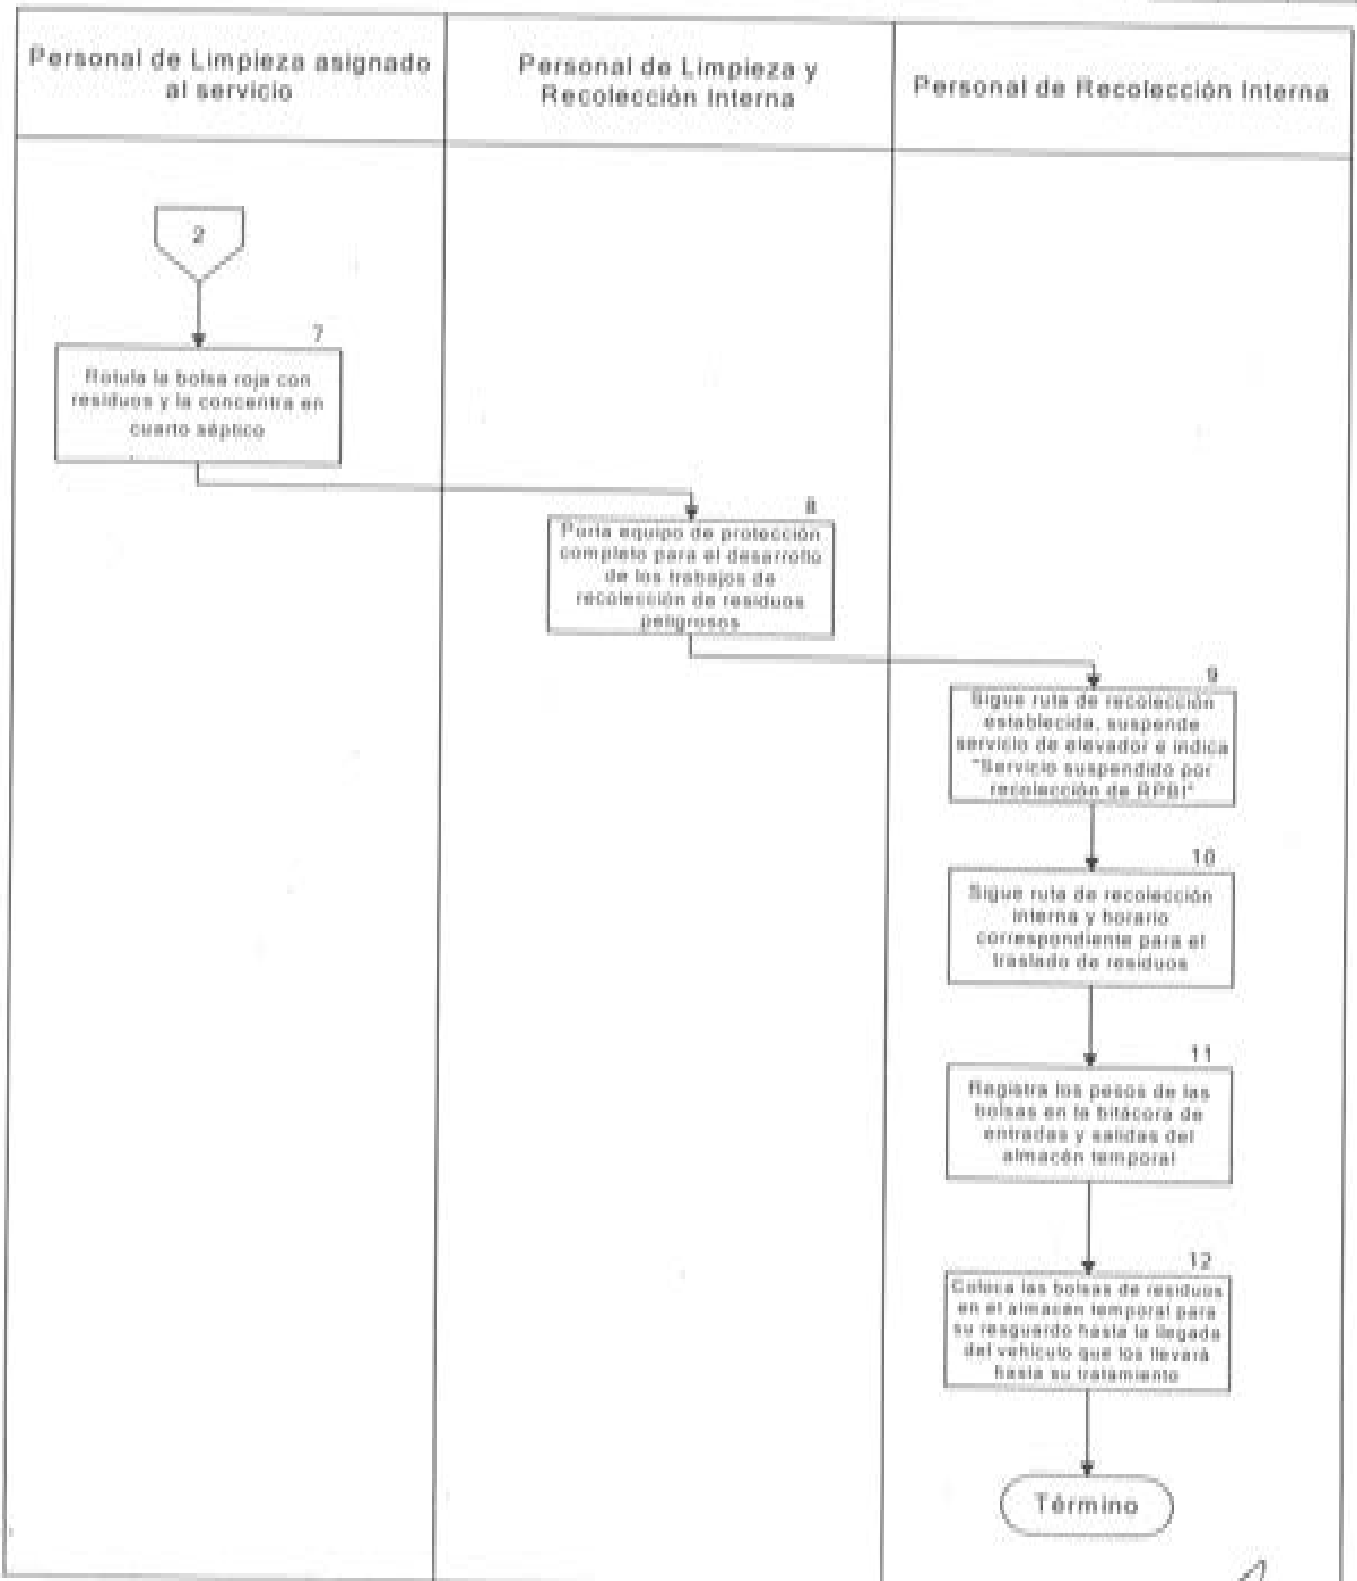 Personal de Limpieza asignado
al servicio
Personal de Limpieza y
Recolección Interna
Personal de Recolección Interna
2
7
Rotula la bolsa roja con
residuos y la concentra en
cuarto séptico
8
Porta equipo de protección
completo para el desarrollo
de los trabajos de
recolección de residuos
peligrosos
9
Sigue ruta de recolección
establecida, suspende
servicio de elevador e indica
"Servicio suspendido por
recolección de RPBI"
10
Sigue ruta de recolección
interna y horario
correspondiente para el
traslado de residuos
11
Registra los pesos de las
bolsas en la bitácora de
entradas y salidas del
almacén temporal
12
Coloca las bolsas de residuos
en el almacén temporal para
su resguardo hasta la llegada
del vehículo que los llevará
hasta su tratamiento
Término